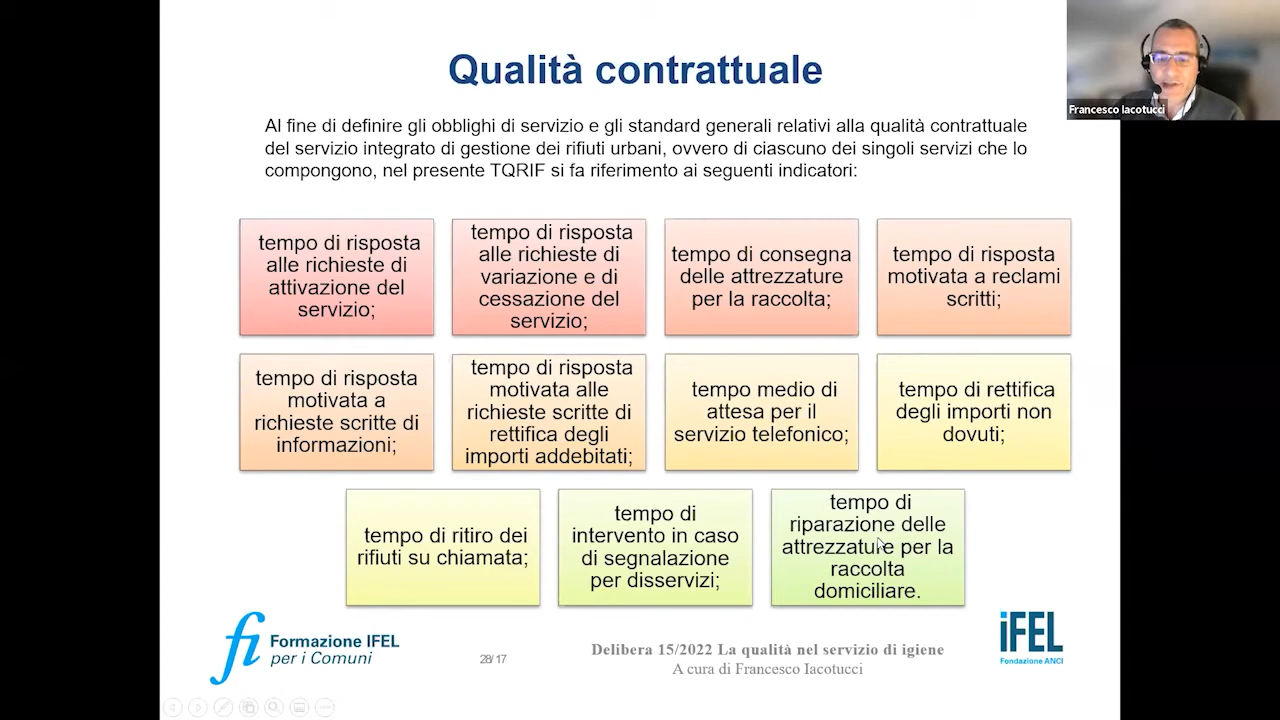 Qualità contrattuale
Francesco Iacotucci
Al fine di definire gli obblighi di servizio e gli standard generali relativi alla qualità contrattuale
del servizio integrato di gestione dei rifiuti urbani, ovvero di ciascuno dei singoli servizi che lo
compongono, nel presente TQRIF si fa riferimento ai seguenti indicatori:
tempo di risposta
alle richieste di
attivazione del
servizio;
tempo di risposta
alle richieste di
variazione e di
cessazione del
servizio;
tempo di consegna
delle attrezzature
per la raccolta;
tempo di risposta
motivata a reclami
scritti;
tempo di risposta
motivata a
richieste scritte di
informazioni;
tempo di risposta
motivata alle
richieste scritte di
rettifica degli
importi addebitati;
tempo medio di
attesa per il
servizio telefonico;
tempo di rettifica
degli importi non
dovuti;
tempo di ritiro dei
rifiuti su chiamata;
tempo di
intervento in caso
di segnalazione
per disservizi;
tempo di
riparazione delle
attrezzature per la
raccolta
domiciliare.
fi
Formazione IFEL
per i Comuni
28/17
Delibera 15/2022 La qualità nel servizio di igiene
A cura di Francesco Iacotucci
iFEL
Fondazione ANCI